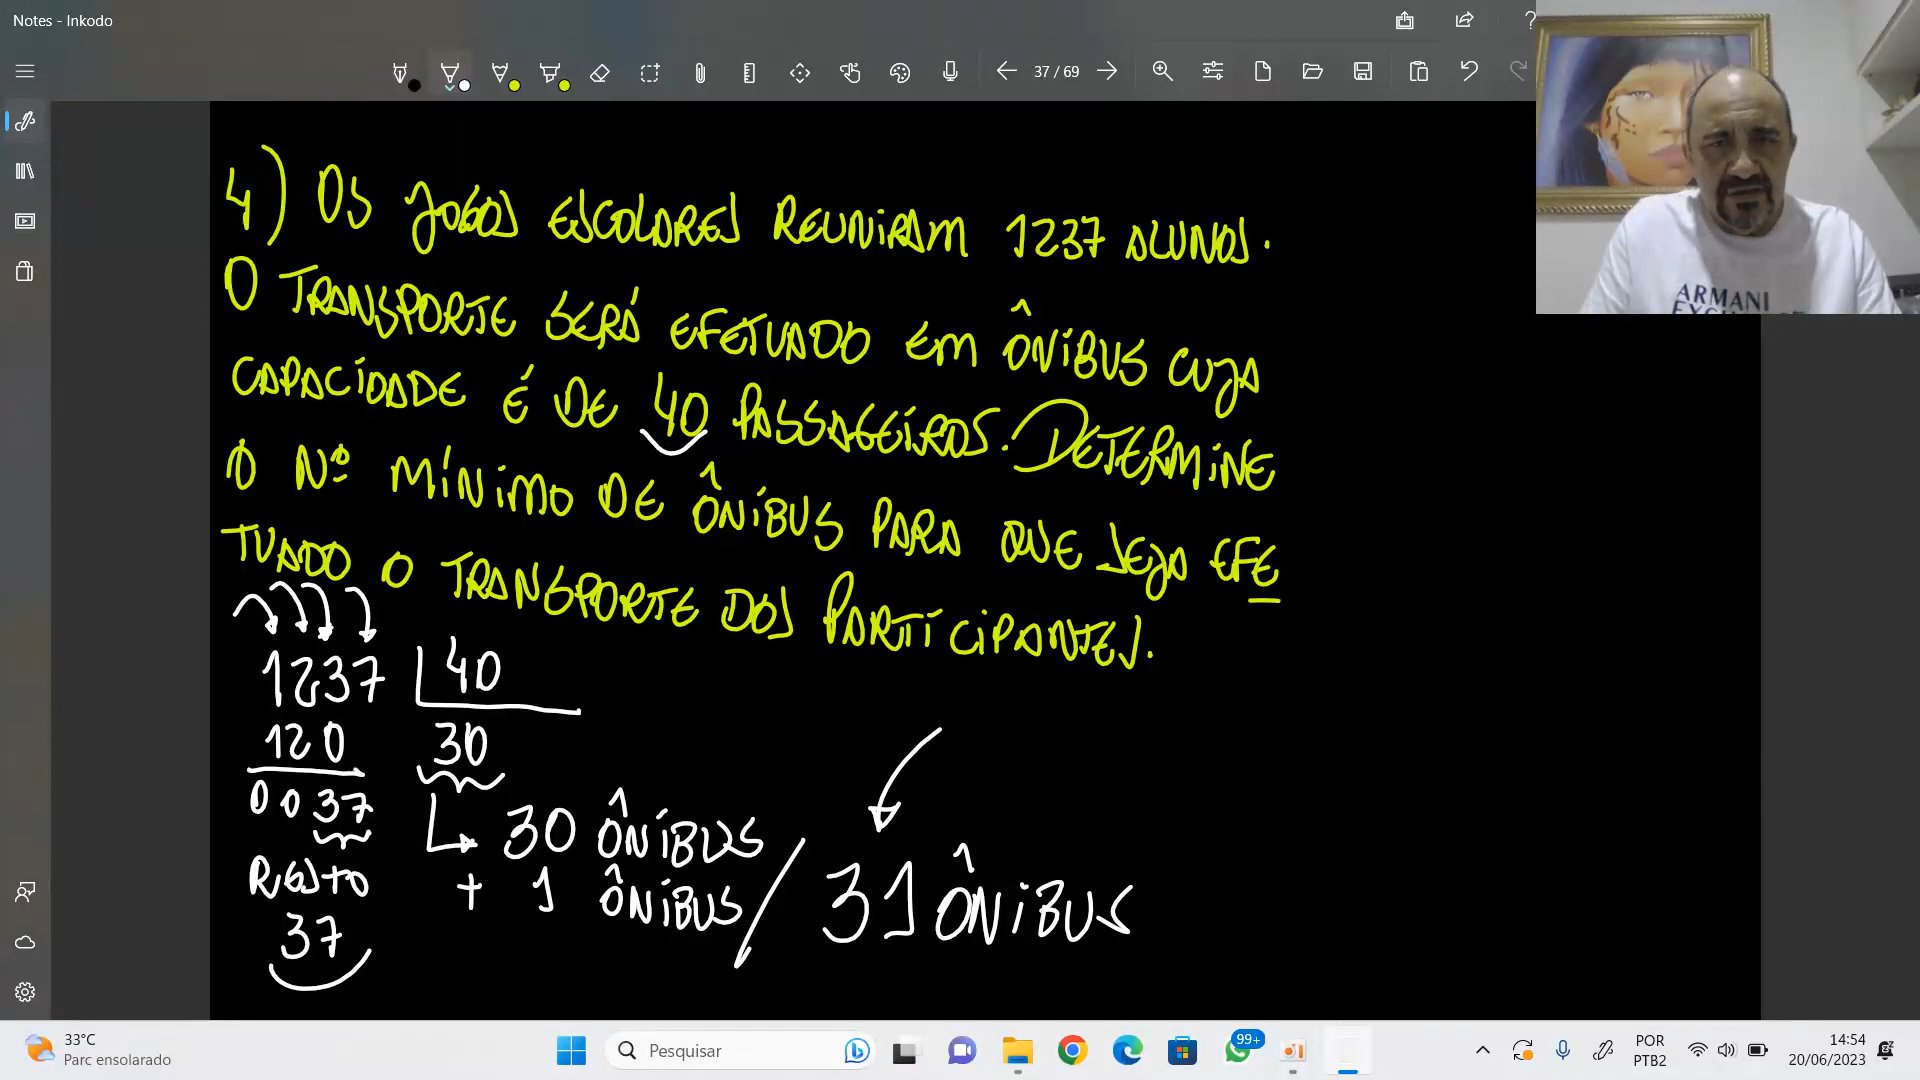 Notes - Inkodo
37 / 69
4) OS JOGOS ESCOLARES REUNIRAM 1237 ALUNOS.
O TRANSPORTE SERÁ EFETUADO EM ÔNIBUS CUJA
CAPACIDADE É DE 40 PASSAGEIROS. DETERMINE
O Nº MÍNIMO DE ÔNIBUS PARA QUE SEJA EFE
TUADO O TRANSPORTE DOS PARTICIPANTES.
1237 40
120 30
0037
30 ÔNIBUS
RESTO
+ 1 ÔNIBUS
37
31 ÔNIBUS
ARMANI
33°C
Parc ensolarado
Pesquisar
99+
POR
PTB2
14:54
20/06/2023